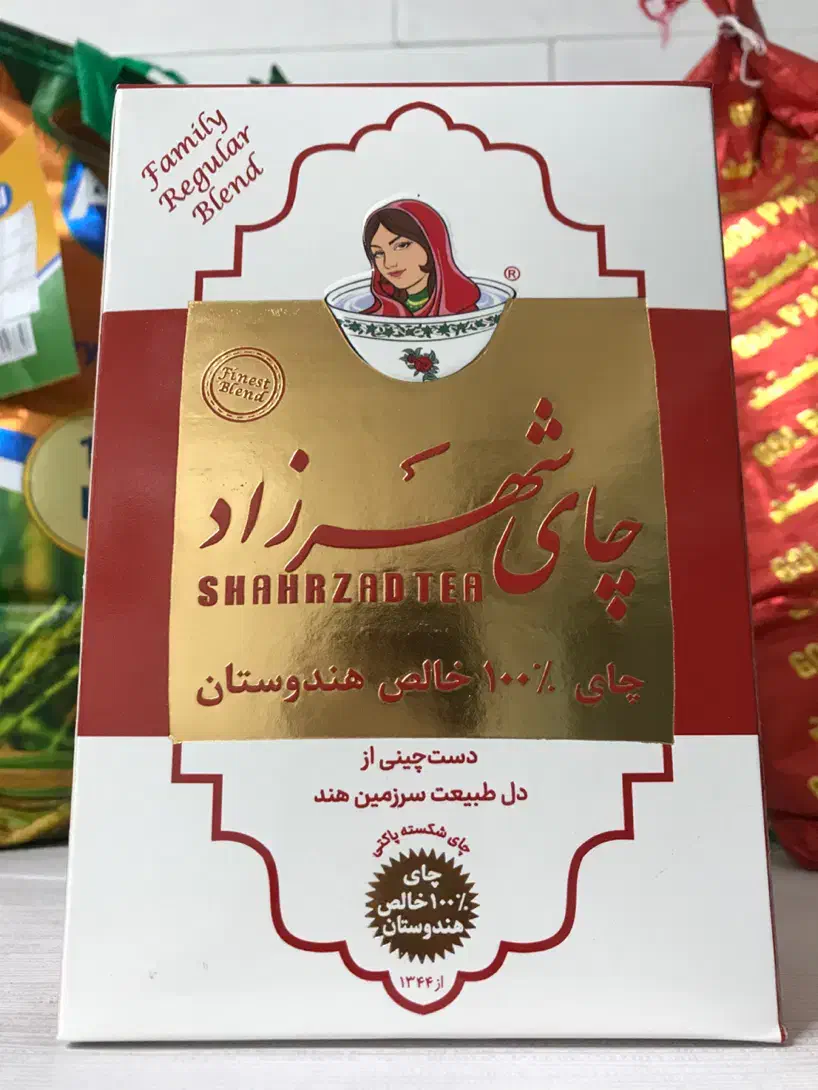 Family
Regular
Blend
®
Finest
Blend
چای شهرزاد
SHAHRZAD TEA
چای ۱۰۰٪ خالص هندوستان
دست‌چینی از
دل طبیعت سرزمین هند
چای شکسته پاکتی
چای
۱۰۰٪ خالص
هندوستان
از ۱۳۴۴